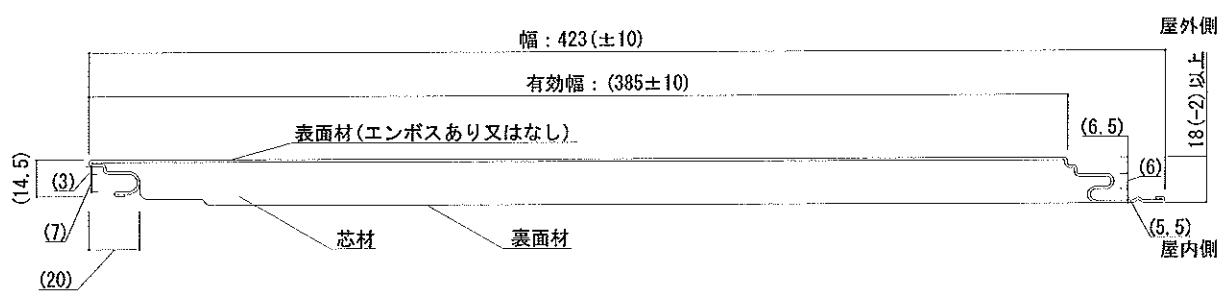 屋外側
幅：423(±10)
有効幅：(385±10)
18(-2)以上
表面材(エンボスあり又はなし)
(6.5)
(14.5)
(3)
(6)
(7)
芯材
裏面材
(5.5)
屋内側
(20)